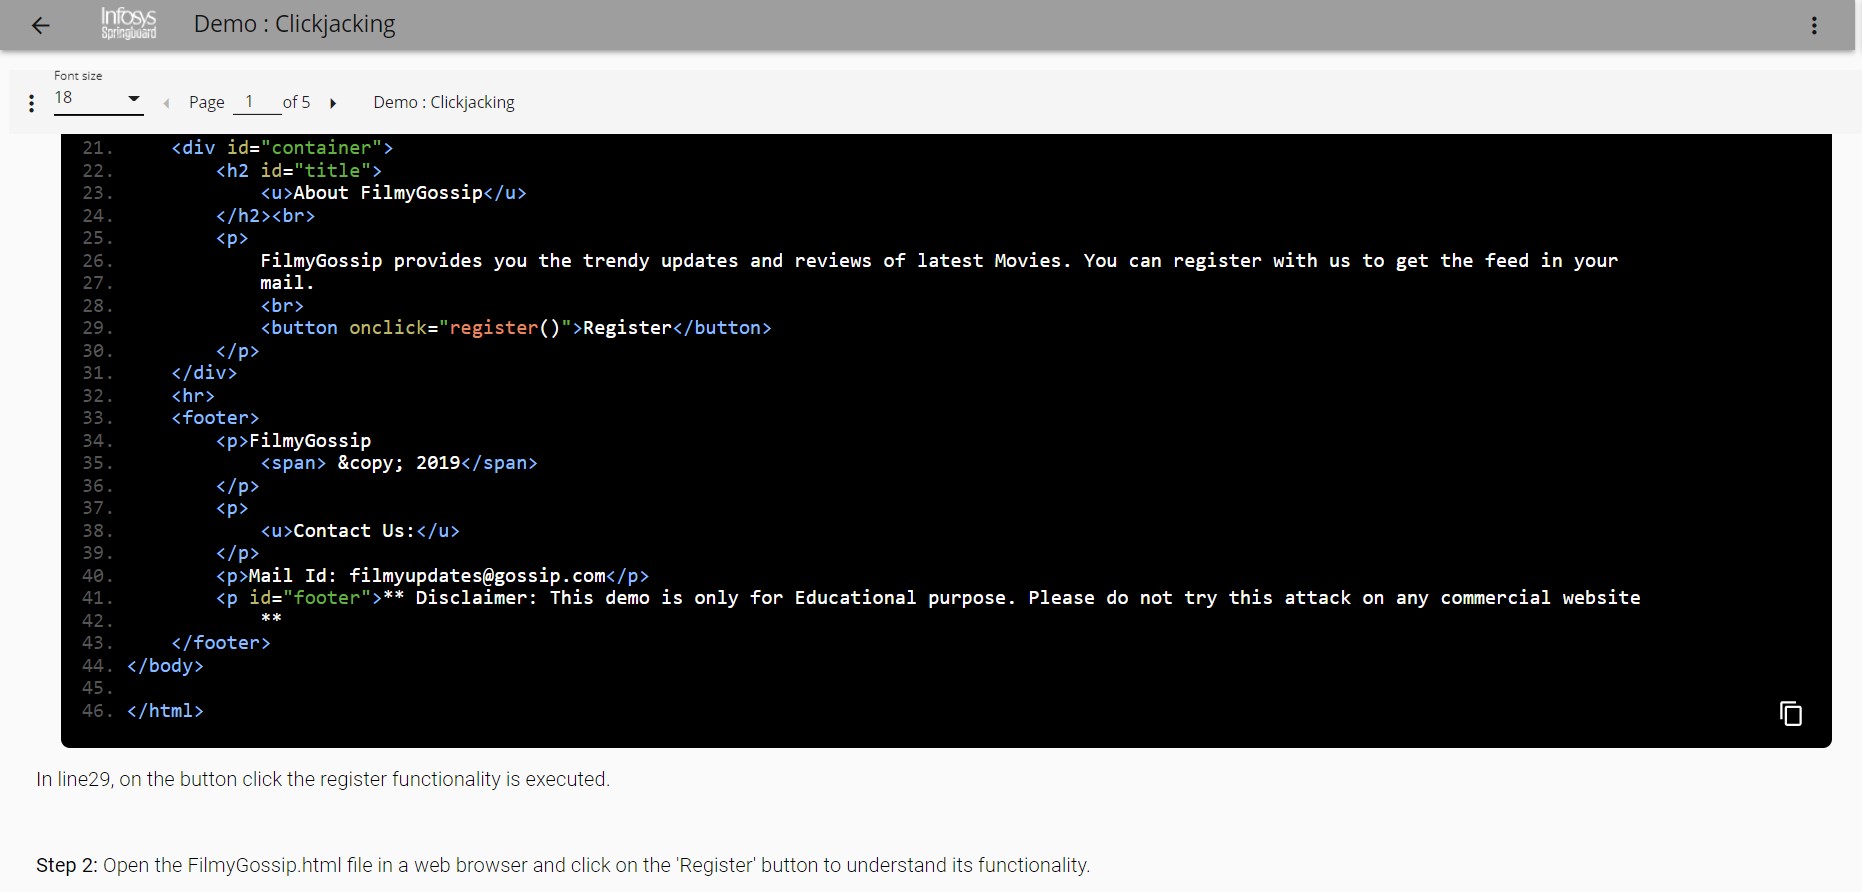 Infosys
Springboard
Demo : Clickjacking
Font size
18
Page 1 of 5
Demo : Clickjacking
21. <div id="container">
22. <h2 id="title">
23. <u>About FilmyGossip</u>
24. </h2><br>
25. <p>
26. FilmyGossip provides you the trendy updates and reviews of latest Movies. You can register with us to get the feed in your
27. mail.
28. <br>
29. <button onclick="register()">Register</button>
30. </p>
31. </div>
32. <hr>
33. <footer>
34. <p>FilmyGossip
35. <span> &copy; 2019</span>
36. </p>
37. <p>
38. <u>Contact Us:</u>
39. </p>
40. <p>Mail Id: filmyupdates@gossip.com</p>
41. <p id="footer">** Disclaimer: This demo is only for Educational purpose. Please do not try this attack on any commercial website
42. **
43. </footer>
44. </body>
45.
46. </html>
In line29, on the button click the register functionality is executed.
Step 2: Open the FilmyGossip.html file in a web browser and click on the 'Register' button to understand its functionality.